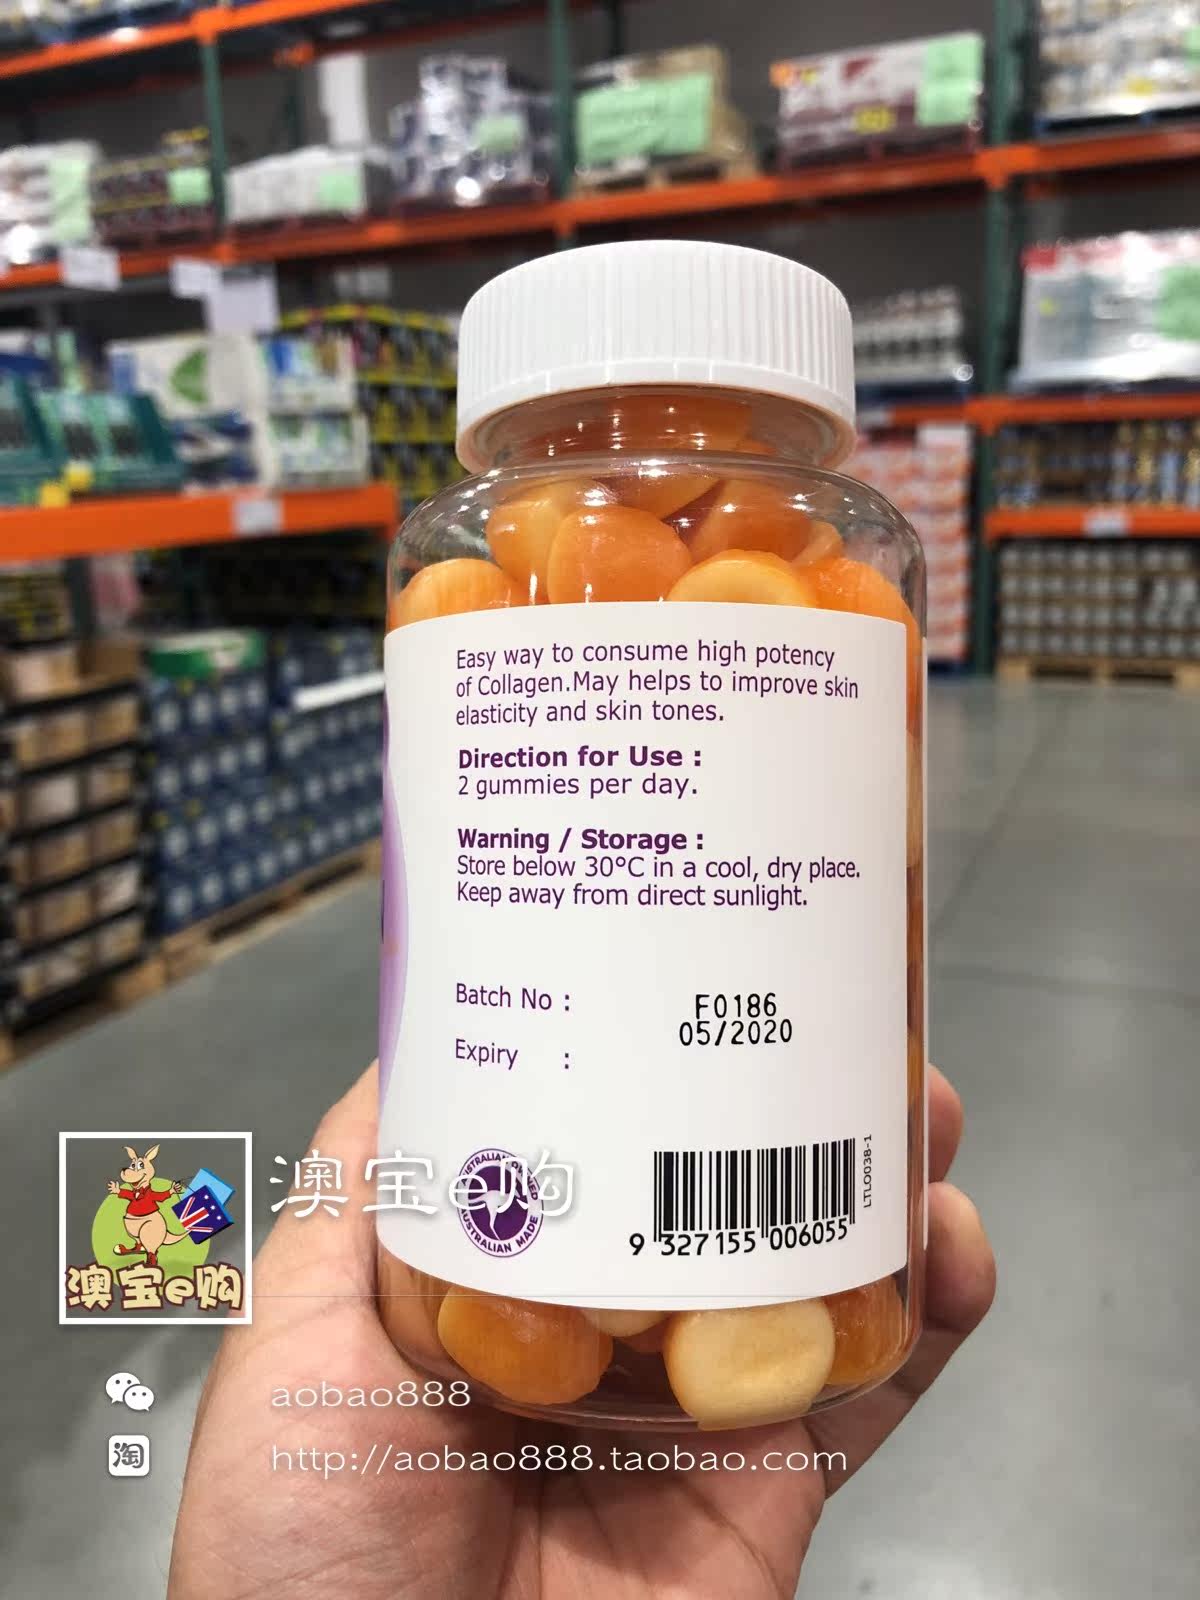 Easy way to consume high potency
of Collagen.May helps to improve skin
elasticity and skin tones.
Direction for Use :
2 gummies per day.
Warning / Storage :
Store below 30°C in a cool, dry place.
Keep away from direct sunlight.
Batch No : F0186
05/2020
Expiry :
AUSTRALIAN MADE
9 327155 006055
LTL0038-1
澳宝e购
澳宝e购
aobao888
淘
http://aobao888.taobao.com